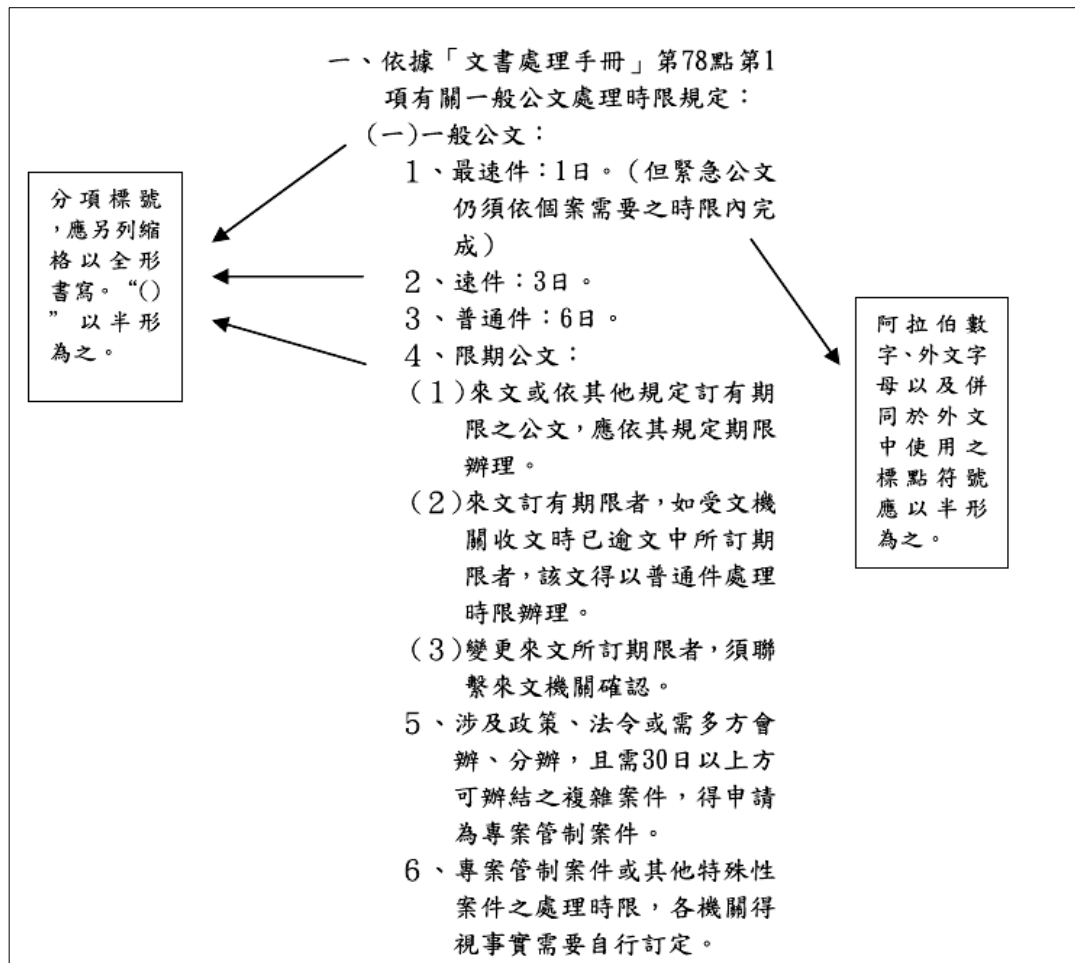 一、依據「文書處理手冊」第78點第1
項有關一般公文處理時限規定：
(一)一般公文：
１、最速件：1日。（但緊急公文
仍須依個案需要之時限內完
成）
２、速件：3日。
３、普通件：6日。
４、限期公文：
(１)來文或依其他規定訂有期
限之公文，應依其規定期限
辦理。
(２)來文訂有期限者，如受文機
關收文時已逾文中所訂期
限者，該文得以普通件處理
時限辦理。
(３)變更來文所訂期限者，須聯
繫來文機關確認。
５、涉及政策、法令或需多方會
辦、分辦，且需30日以上方
可辦結之複雜案件，得申請
為專案管制案件。
６、專案管制案件或其他特殊性
案件之處理時限，各機關得
視事實需要自行訂定。
分項標號
，應另列縮
格以全形
書寫。“()
”以半形
為之。
阿拉伯數
字、外文字
母以及併
同於外文
中使用之
標點符號
應以半形
為之。